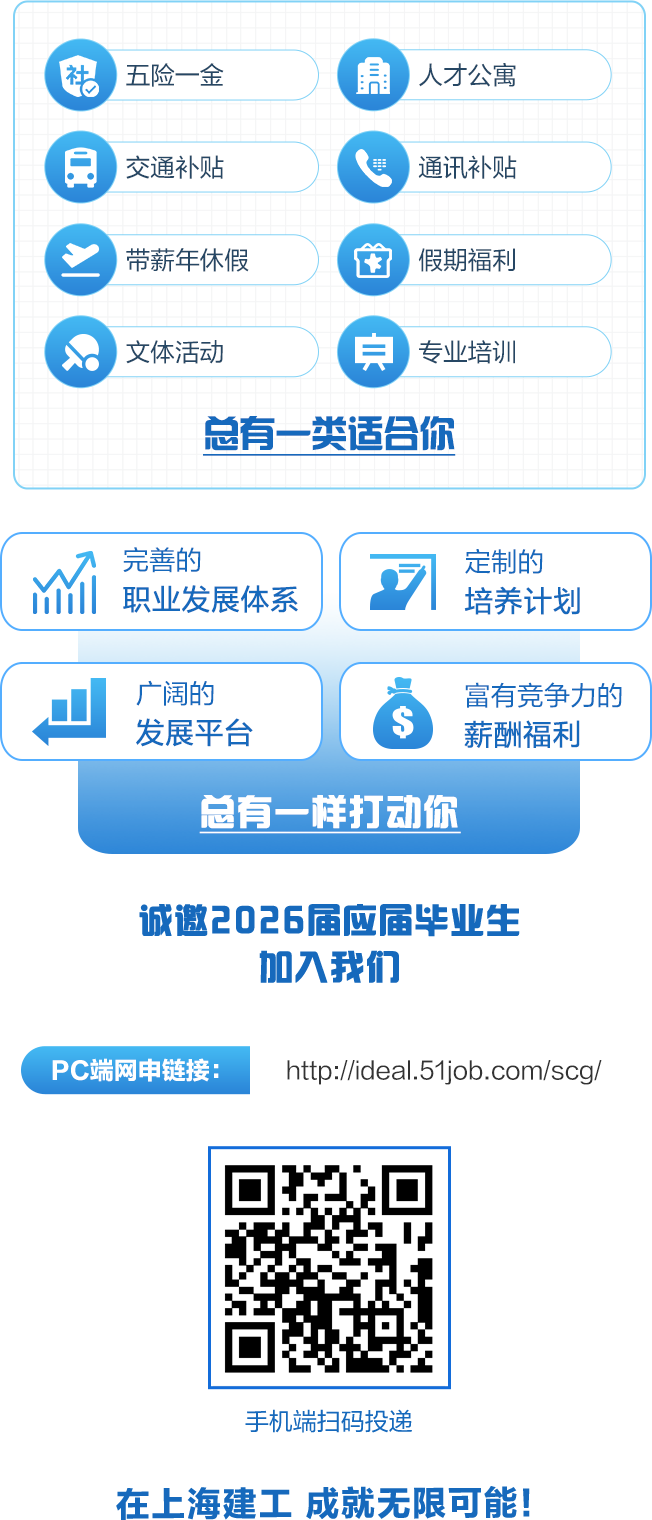 社
五险一金
人才公寓
交通补贴
通讯补贴
带薪年休假
假期福利
文体活动
专业培训
总有一类适合你
完善的
职业发展体系
定制的
培养计划
广阔的
发展平台
$
富有竞争力的
薪酬福利
总有一样打动你
诚邀2026届应届毕业生
加入我们
PC端网申链接：
http://ideal.51job.com/scg/
手机端扫码投递
在上海建工 成就无限可能！